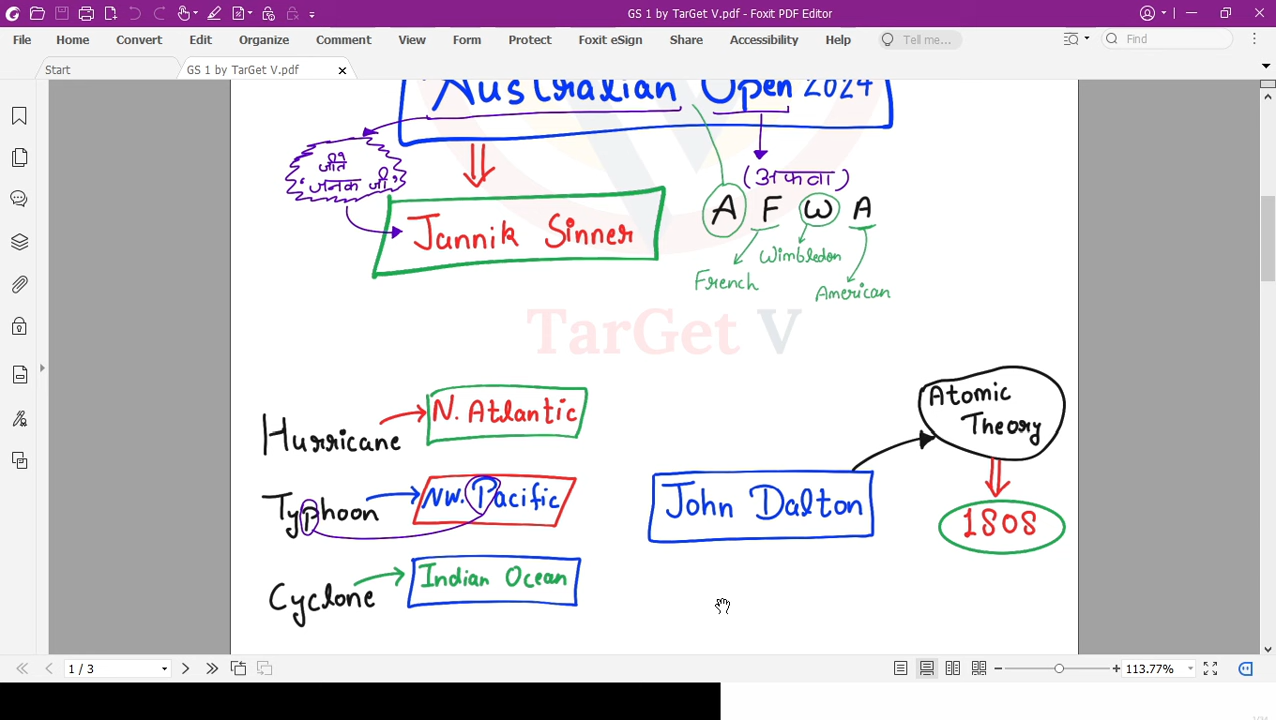 GS 1 by TarGet V.pdf - Foxit PDF Editor
File Home Convert Edit Organize Comment View Form Protect Foxit eSign Share Accessibility Help Tell me... Find
Start GS 1 by TarGet V.pdf
Australian Open 2024
जीते
'जनक जी'
(अफवा)
Jannik Sinner
A F W A
Wimbledon
French
American
TarGet V
Hurricane N. Atlantic
Atomic
Theory
Typhoon NW. Pacific
John Dalton
1808
Cyclone Indian Ocean
1 / 3
113.77%